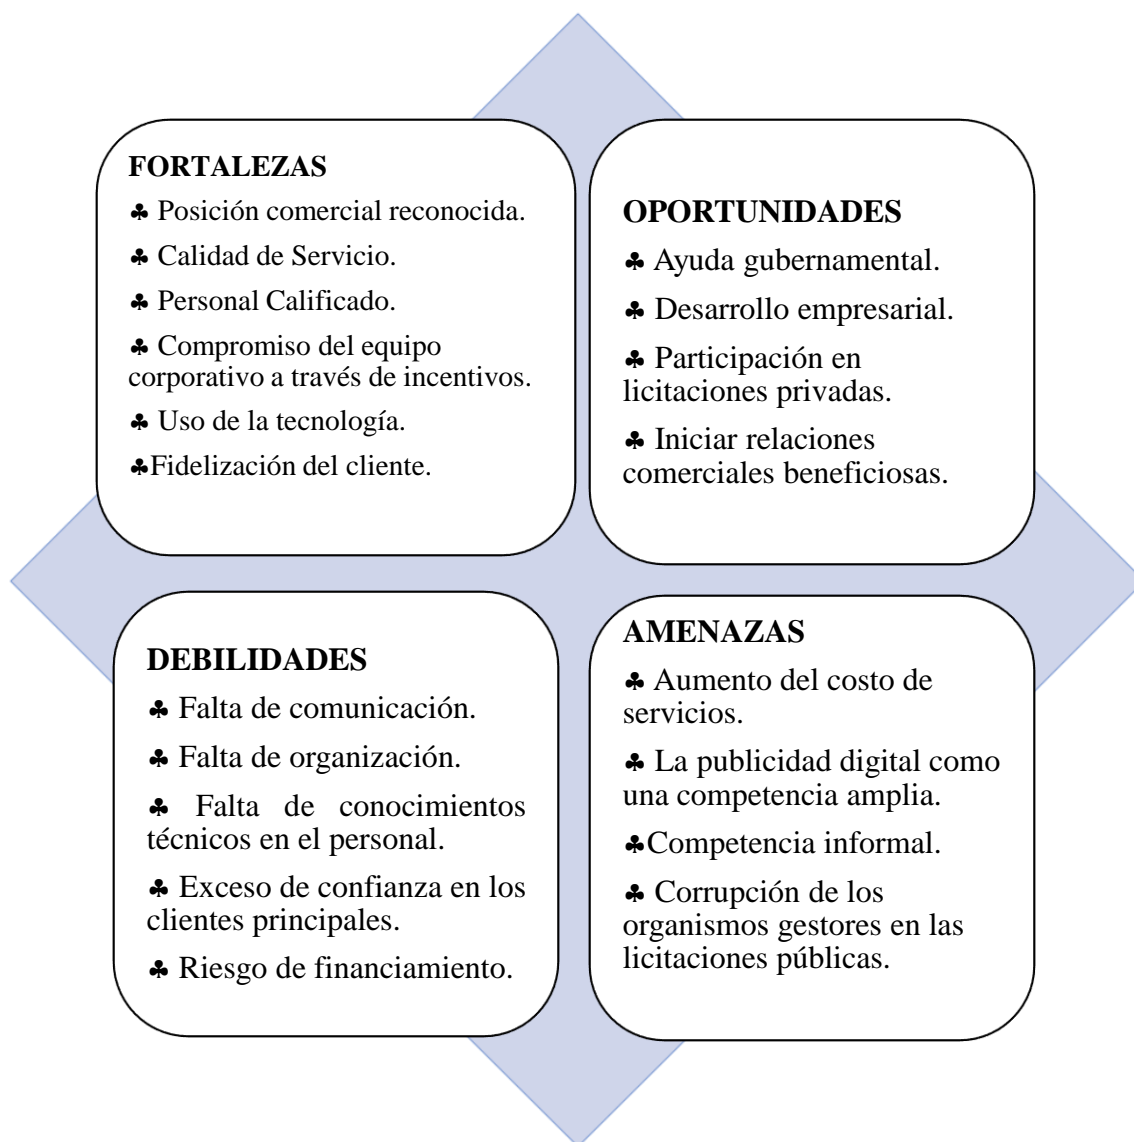 FORTALEZAS
♣ Posición comercial reconocida.
♣ Calidad de Servicio.
♣ Personal Calificado.
♣ Compromiso del equipo
corporativo a través de incentivos.
♣ Uso de la tecnología.
♣Fidelización del cliente.
OPORTUNIDADES
♣ Ayuda gubernamental.
♣ Desarrollo empresarial.
♣ Participación en
licitaciones privadas.
♣ Iniciar relaciones
comerciales beneficiosas.
DEBILIDADES
♣ Falta de comunicación.
♣ Falta de organización.
♣ Falta de conocimientos
técnicos en el personal.
♣ Exceso de confianza en los
clientes principales.
♣ Riesgo de financiamiento.
AMENAZAS
♣ Aumento del costo de
servicios.
♣ La publicidad digital como
una competencia amplia.
♣Competencia informal.
♣ Corrupción de los
organismos gestores en las
licitaciones públicas.